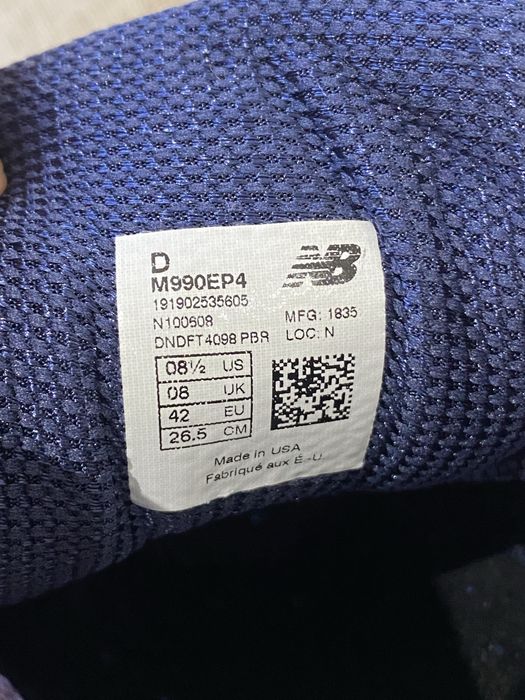 D
M990EP4
191902535605
N100608
DNDFT4098 PBR
NB
MFG: 1835
LOC: N
08½ US
08 UK
42 EU
26.5 CM
Made in USA
Fabriqué aux É.-U.